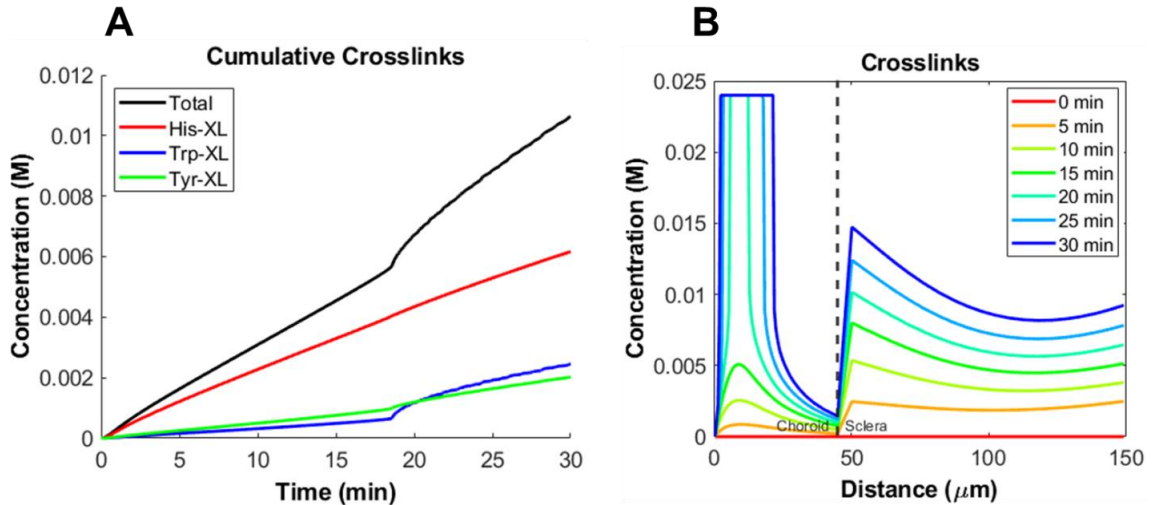 A
Cumulative Crosslinks
0.012
0.01
0.008
0.006
0.004
0.002
0
Concentration (M)
Total
His-XL
Trp-XL
Tyr-XL
0 5 10 15 20 25 30
Time (min)
B
Crosslinks
0.025
0.02
0.015
0.01
0.005
0
Concentration (M)
0 min
5 min
10 min
15 min
20 min
25 min
30 min
Choroid Sclera
0 50 100 150
Distance (μm)